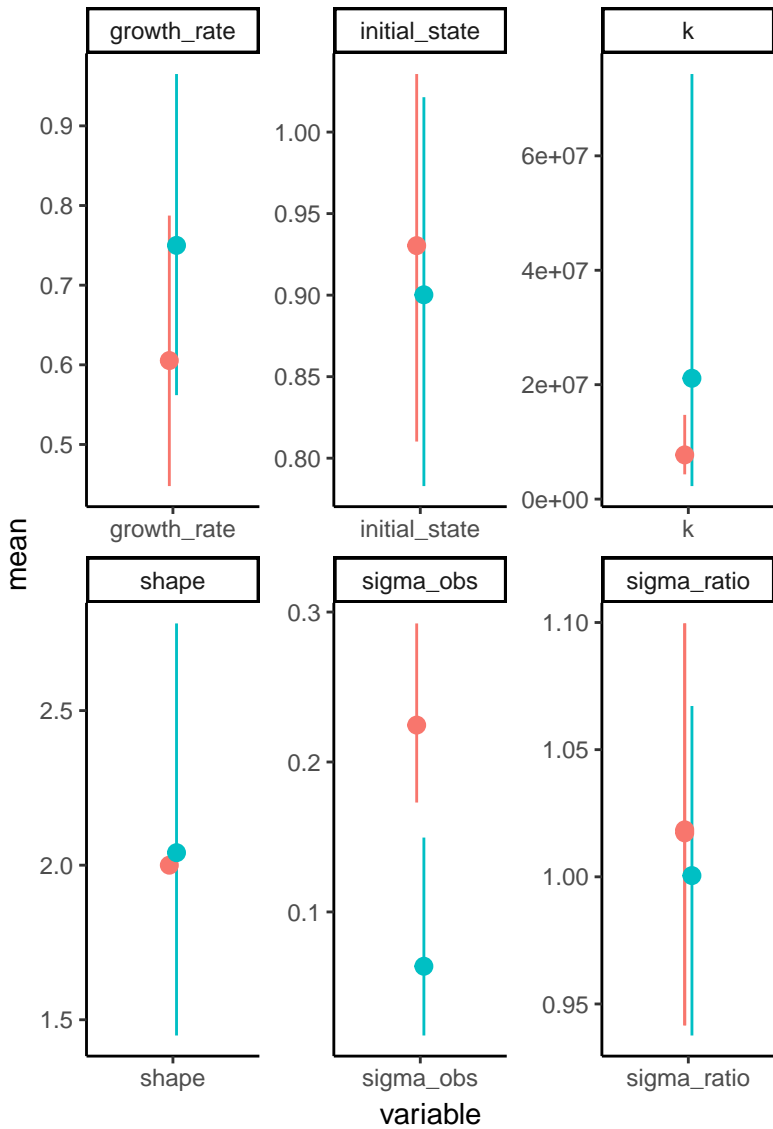 growth_rate
initial_state
k
0.9
0.8
0.7
0.6
0.5
1.00
0.95
0.90
0.85
0.80
6e+07
4e+07
2e+07
0e+00
growth_rate
initial_state
k
mean
shape
sigma_obs
sigma_ratio
2.5
2.0
1.5
0.3
0.2
0.1
1.10
1.05
1.00
0.95
shape
sigma_obs
sigma_ratio
variable